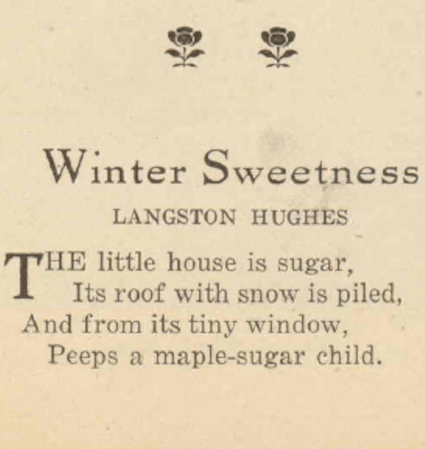 Winter Sweetness
LANGSTON HUGHES
THE little house is sugar,
Its roof with snow is piled,
And from its tiny window,
Peeps a maple-sugar child.